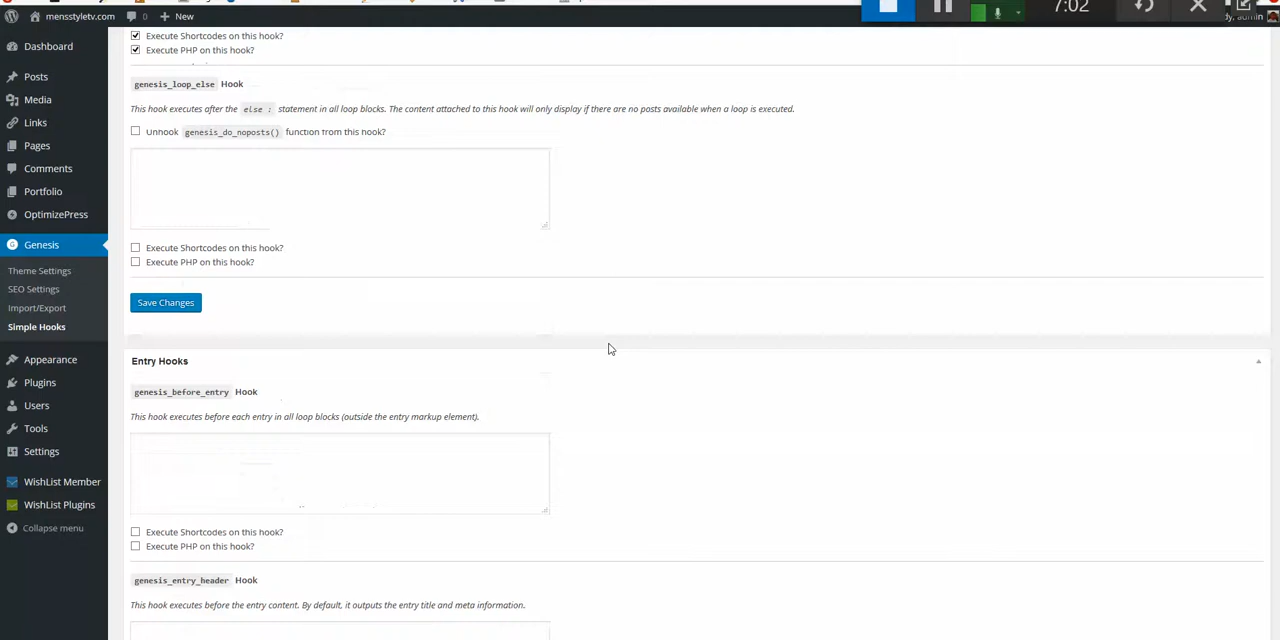 mensstyletv.com 0 New
7:02
dy, admin
Dashboard
Posts
Media
Links
Pages
Comments
Portfolio
OptimizePress
Genesis
Theme Settings
SEO Settings
Import/Export
Simple Hooks
Appearance
Plugins
Users
Tools
Settings
WishList Member
WishList Plugins
Collapse menu
Execute Shortcodes on this hook?
Execute PHP on this hook?
genesis_loop_else Hook
This hook executes after the else : statement in all loop blocks. The content attached to this hook will only display if there are no posts available when a loop is executed.
Unhook genesis_do_noposts() function from this hook?
Execute Shortcodes on this hook?
Execute PHP on this hook?
Save Changes
Entry Hooks
genesis_before_entry Hook
This hook executes before each entry in all loop blocks (outside the entry markup element).
Execute Shortcodes on this hook?
Execute PHP on this hook?
genesis_entry_header Hook
This hook executes before the entry content. By default, it outputs the entry title and meta information.